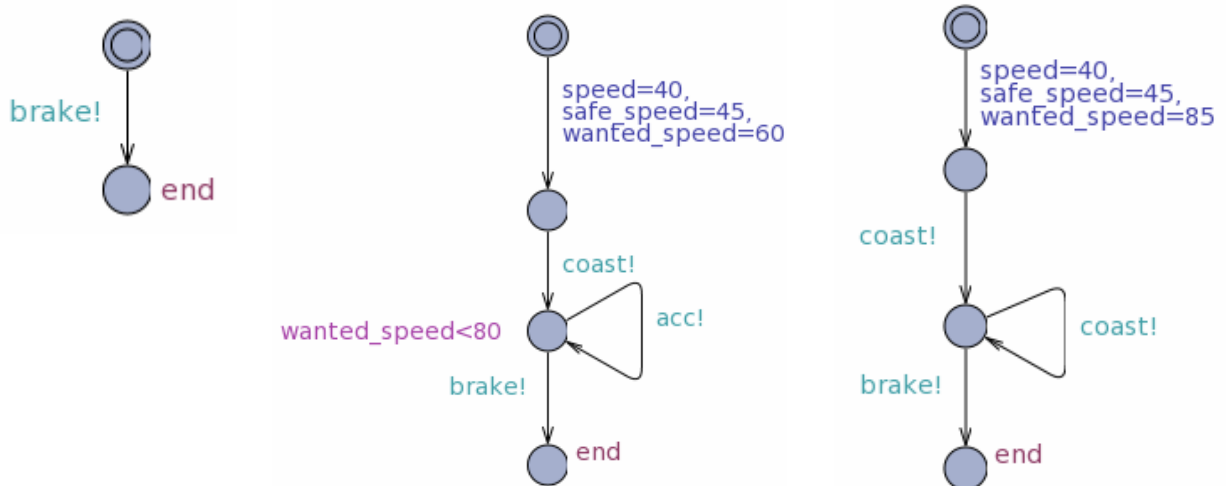 brake!
end
speed=40,
safe_speed=45,
wanted_speed=60
coast!
acc!
wanted_speed<80
brake!
end
speed=40,
safe_speed=45,
wanted_speed=85
coast!
coast!
brake!
end